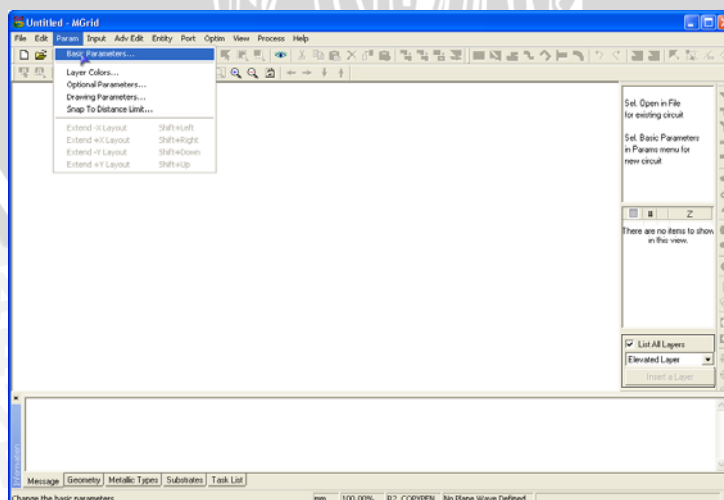 Untitled - MGrid
File Edit Param Input Adv Edit Entity Port Optim View Process Help
Basic Parameters...
Layer Colors...
Optional Parameters...
Drawing Parameters...
Snap To Distance Limit...
Extend -X Layout Shift+Left
Extend +X Layout Shift+Right
Extend -Y Layout Shift+Down
Extend +Y Layout Shift+Up
Sel. Open in File
for existing circuit
Sel. Basic Parameters
in Params menu for
new circuit
# Z
There are no items to show
in this view.
List All Layers
Elevated Layer
Insert a Layer
Information
Message Geometry Metallic Types Substrates Task List
Change the basic parameters mm 100.00% R2_COPYPEN No Plane Wave Defined